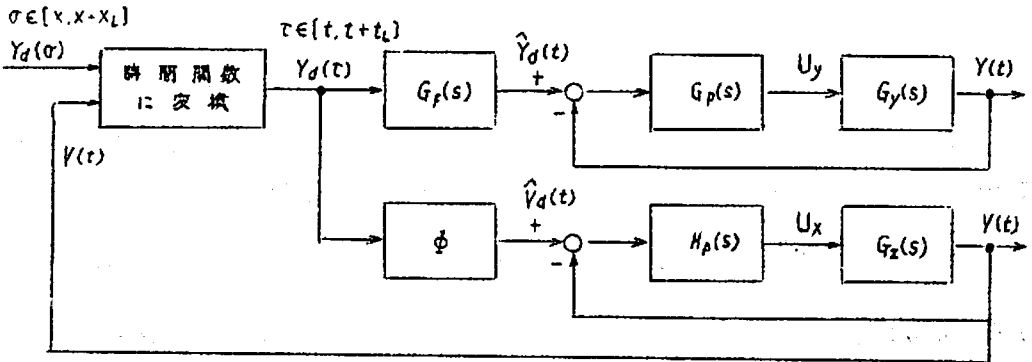 σ∈[x,x+x_L]
Y_d(σ)
時間関数
に変換
V(t)
τ∈[t,t+t_L]
Y_d(τ)
G_f(s)
Ŷ_d(t)
+
-
G_p(s)
U_y
G_y(s)
Y(t)
Φ
V̂_d(t)
+
-
H_p(s)
U_x
G_x(s)
V(t)